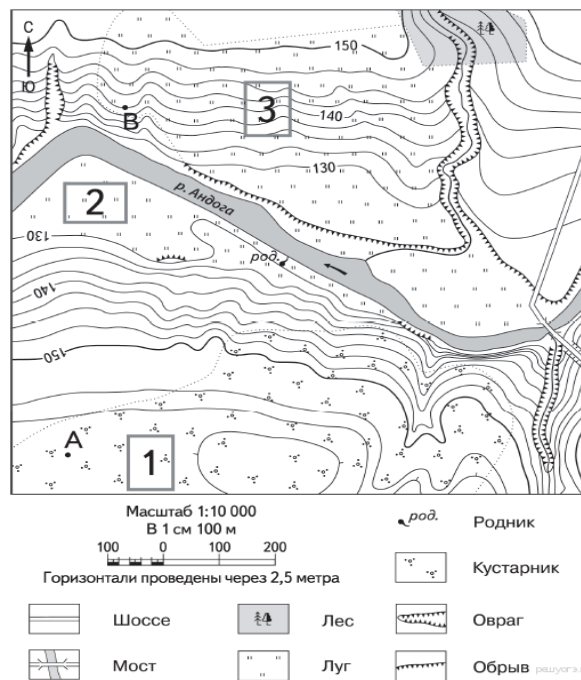 С
Ю
150
В
3
140
130
2
р. Андога
130
род.
140
150
А
1
Масштаб 1:10 000
В 1 см 100 м
100 0 100 200
Горизонтали проведены через 2,5 метра
род. Родник
Кустарник
Шоссе Лес Овраг
Мост Луг Обрыв